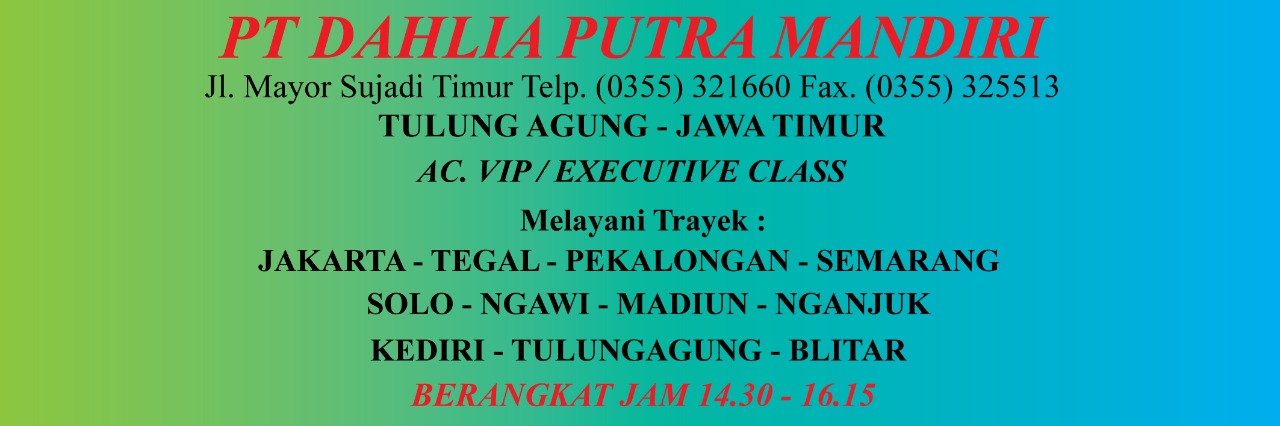 PT DAHLIA PUTRA MANDIRI
Jl. Mayor Sujadi Timur Telp. (0355) 321660 Fax. (0355) 325513
TULUNG AGUNG - JAWA TIMUR
AC. VIP / EXECUTIVE CLASS
Melayani Trayek :
JAKARTA - TEGAL - PEKALONGAN - SEMARANG
SOLO - NGAWI - MADIUN - NGANJUK
KEDIRI - TULUNGAGUNG - BLITAR
BERANGKAT JAM 14.30 - 16.15